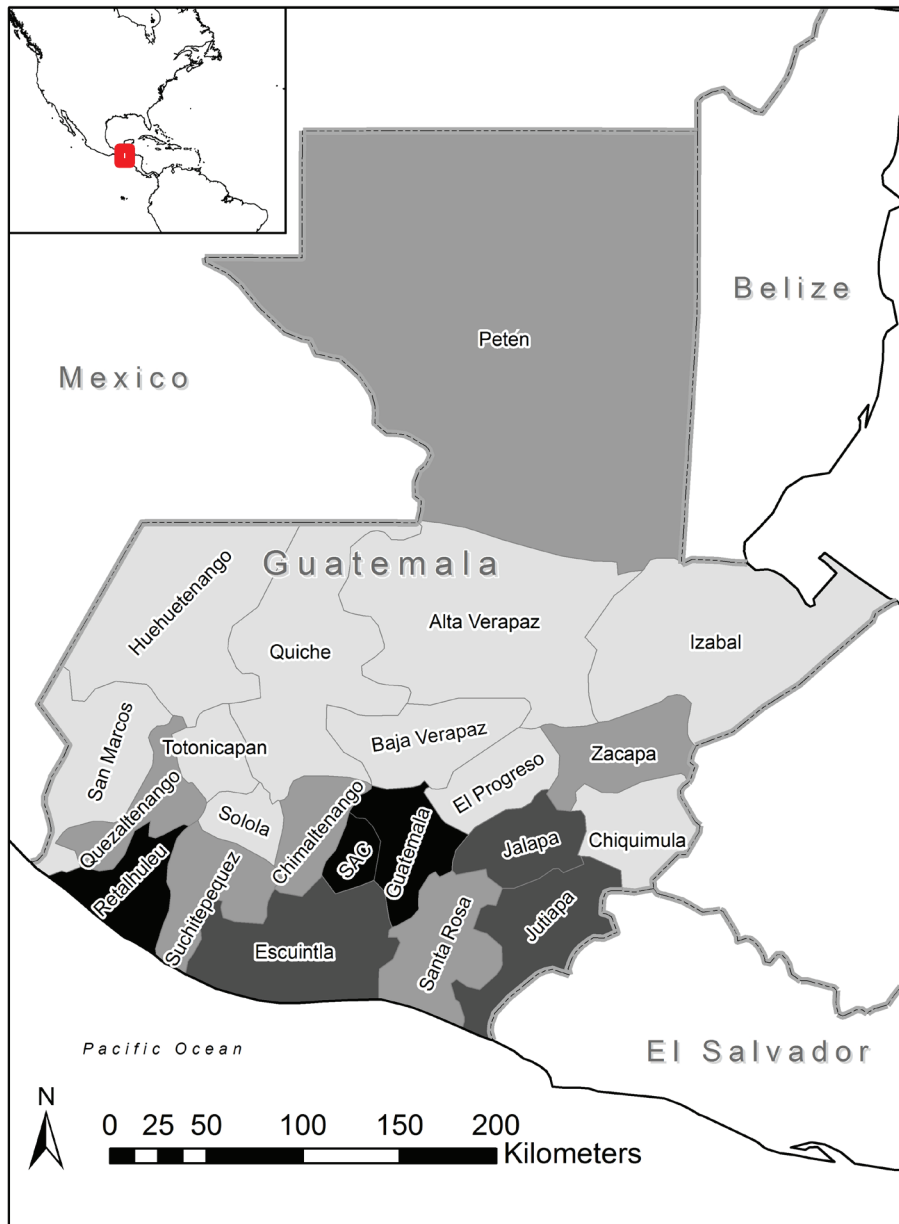 Belize
Petén
Mexico
Guatemala
Huehuetenango
Alta Verapaz
Izabal
Quiche
San Marcos
Totonicapan
Baja Verapaz
Zacapa
Quezaltenango
El Progreso
Solola
Chimaltenango
SAC
Guatemala
Jalapa
Chiquimula
Retalhuleu
Suchitepequez
Escuintla
Santa Rosa
Jutiapa
Pacific Ocean
El Salvador
N
0 25 50 100 150 200
Kilometers